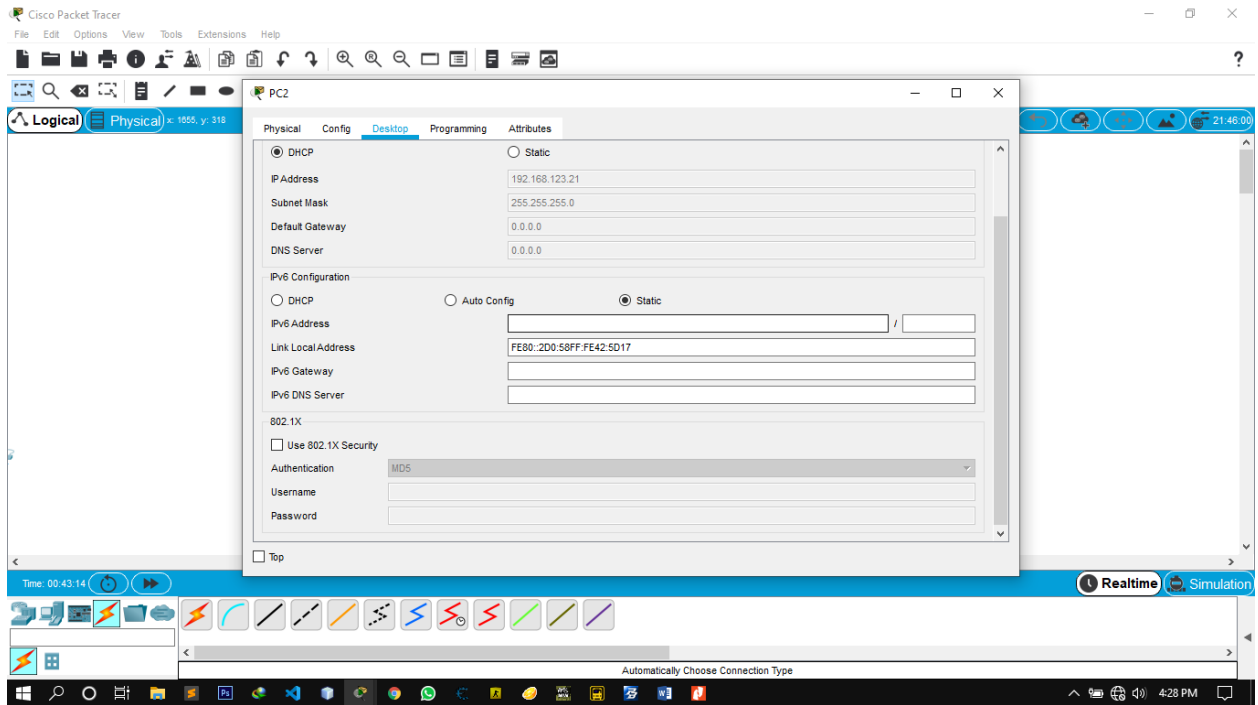 Cisco Packet Tracer
File Edit Options View Tools Extensions Help
?
PC2
Logical Physical x: 1655, y: 318 21:46:00
Physical Config Desktop Programming Attributes
DHCP Static
IP Address 192.168.123.21
Subnet Mask 255.255.255.0
Default Gateway 0.0.0.0
DNS Server 0.0.0.0
IPv6 Configuration
DHCP Auto Config Static
IPv6 Address /
Link Local Address FE80::2D0:58FF:FE42:5D17
IPv6 Gateway
IPv6 DNS Server
802.1X
Use 802.1X Security
Authentication MD5
Username
Password
Top
Time: 00:43:14 Realtime Simulation
Automatically Choose Connection Type
Ps 4:28 PM